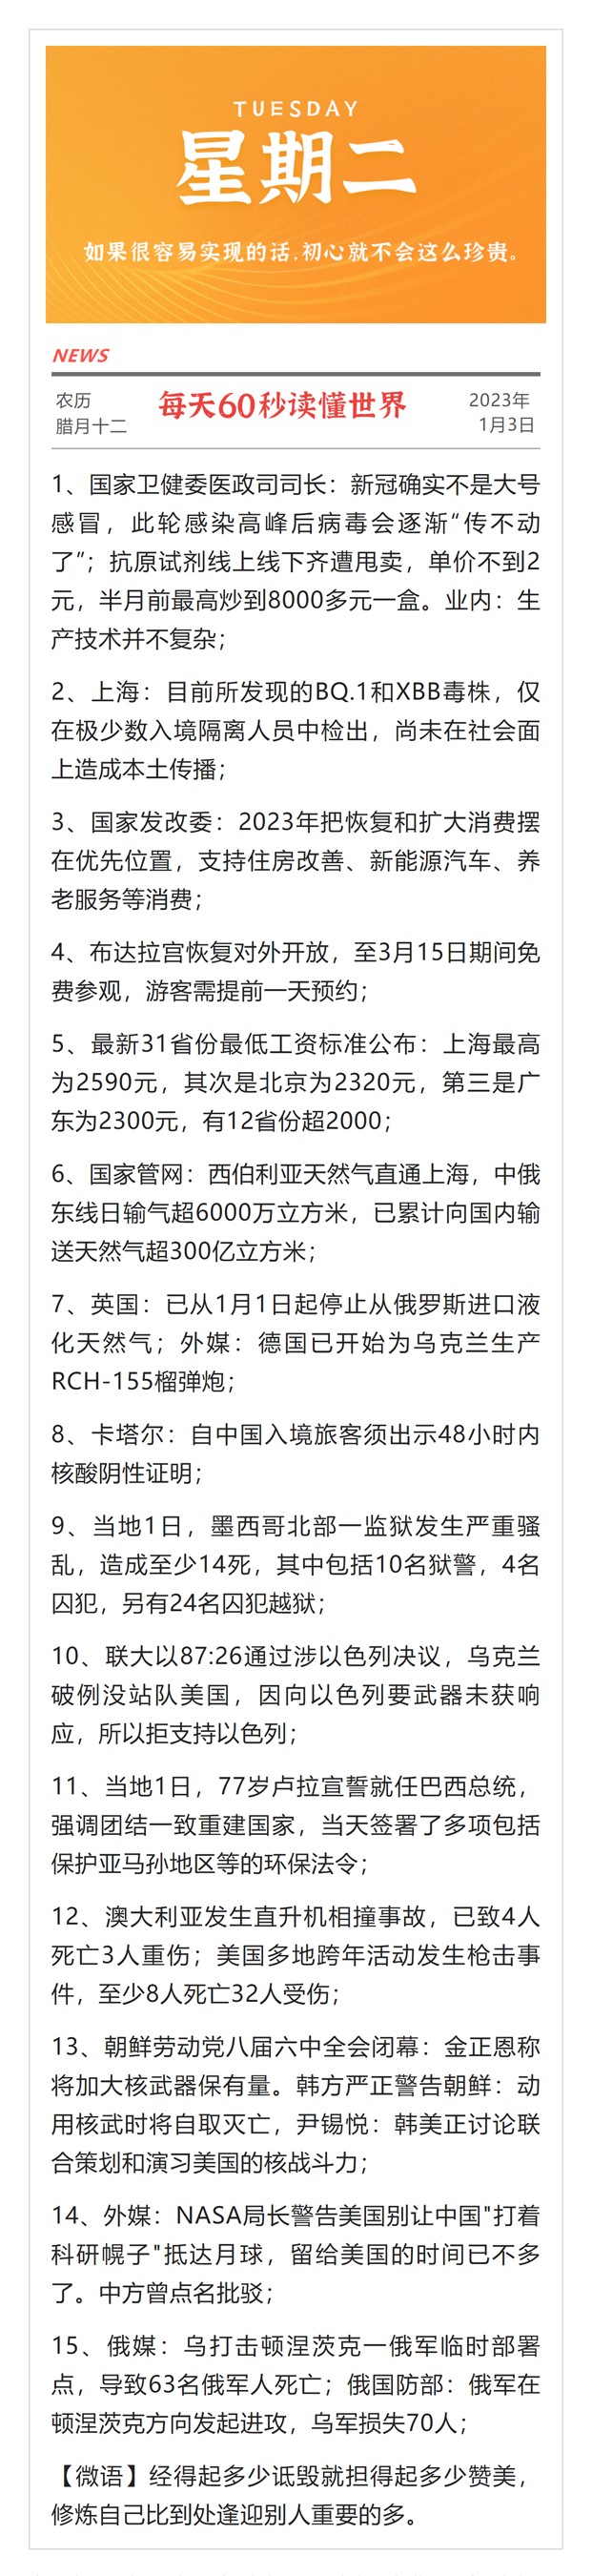 TUESDAY
星期二
如果很容易实现的话,初心就不会这么珍贵。
NEWS
农历
腊月十二
每天60秒读懂世界
2023年
1月3日
1、国家卫健委医政司司长：新冠确实不是大号
感冒，此轮感染高峰后病毒会逐渐“传不动
了”；抗原试剂线上线下齐遭甩卖，单价不到2
元，半月前最高炒到8000多元一盒。业内：生
产技术并不复杂；
2、上海：目前所发现的BQ.1和XBB毒株，仅
在极少数入境隔离人员中检出，尚未在社会面
上造成本土传播；
3、国家发改委：2023年把恢复和扩大消费摆
在优先位置，支持住房改善、新能源汽车、养
老服务等消费；
4、布达拉宫恢复对外开放，至3月15日期间免
费参观，游客需提前一天预约；
5、最新31省份最低工资标准公布：上海最高
为2590元，其次是北京为2320元，第三是广
东为2300元，有12省份超2000；
6、国家管网：西伯利亚天然气直通上海，中俄
东线日输气超6000万立方米，已累计向国内输
送天然气超300亿立方米；
7、英国：已从1月1日起停止从俄罗斯进口液
化天然气；外媒：德国已开始为乌克兰生产
RCH-155榴弹炮；
8、卡塔尔：自中国入境旅客须出示48小时内
核酸阴性证明；
9、当地1日，墨西哥北部一监狱发生严重骚
乱，造成至少14死，其中包括10名狱警，4名
囚犯，另有24名囚犯越狱；
10、联大以87:26通过涉以色列决议，乌克兰
破例没站队美国，因向以色列要武器未获响
应，所以拒支持以色列；
11、当地1日，77岁卢拉宣誓就任巴西总统，
强调团结一致重建国家，当天签署了多项包括
保护亚马孙地区等的环保法令；
12、澳大利亚发生直升机相撞事故，已致4人
死亡3人重伤；美国多地跨年活动发生枪击事
件，至少8人死亡32人受伤；
13、朝鲜劳动党八届六中全会闭幕：金正恩称
将加大核武器保有量。韩方严正警告朝鲜：动
用核武时将自取灭亡，尹锡悦：韩美正讨论联
合策划和演习美国的核战斗力；
14、外媒：NASA局长警告美国别让中国"打着
科研幌子"抵达月球，留给美国的时间已不多
了。中方曾点名批驳；
15、俄媒：乌打击顿涅茨克一俄军临时部署
点，导致63名俄军人死亡；俄国防部：俄军在
顿涅茨克方向发起进攻，乌军损失70人；
【微语】经得起多少诋毁就担得起多少赞美，
修炼自己比到处逢迎别人重要的多。